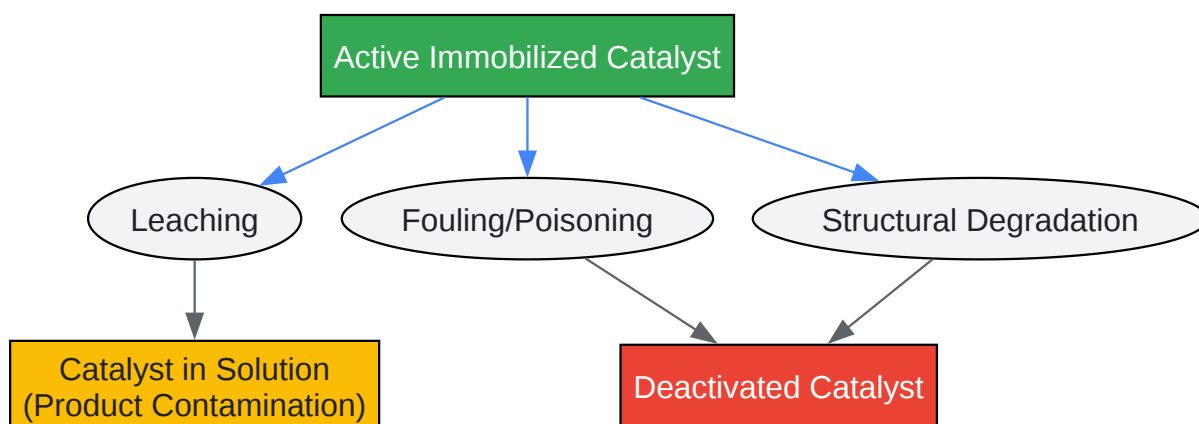 Active Immobilized Catalyst
Leaching
Fouling/Poisoning
Structural Degradation
Catalyst in Solution
(Product Contamination)
Deactivated Catalyst